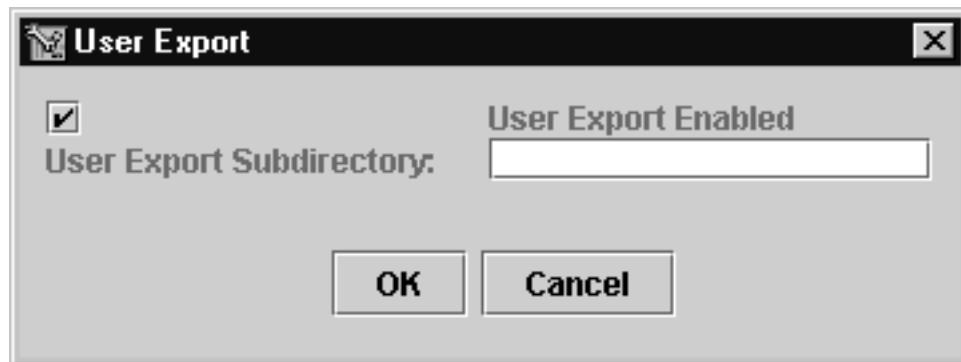 User Export
User Export Enabled
User Export Subdirectory:
OK Cancel